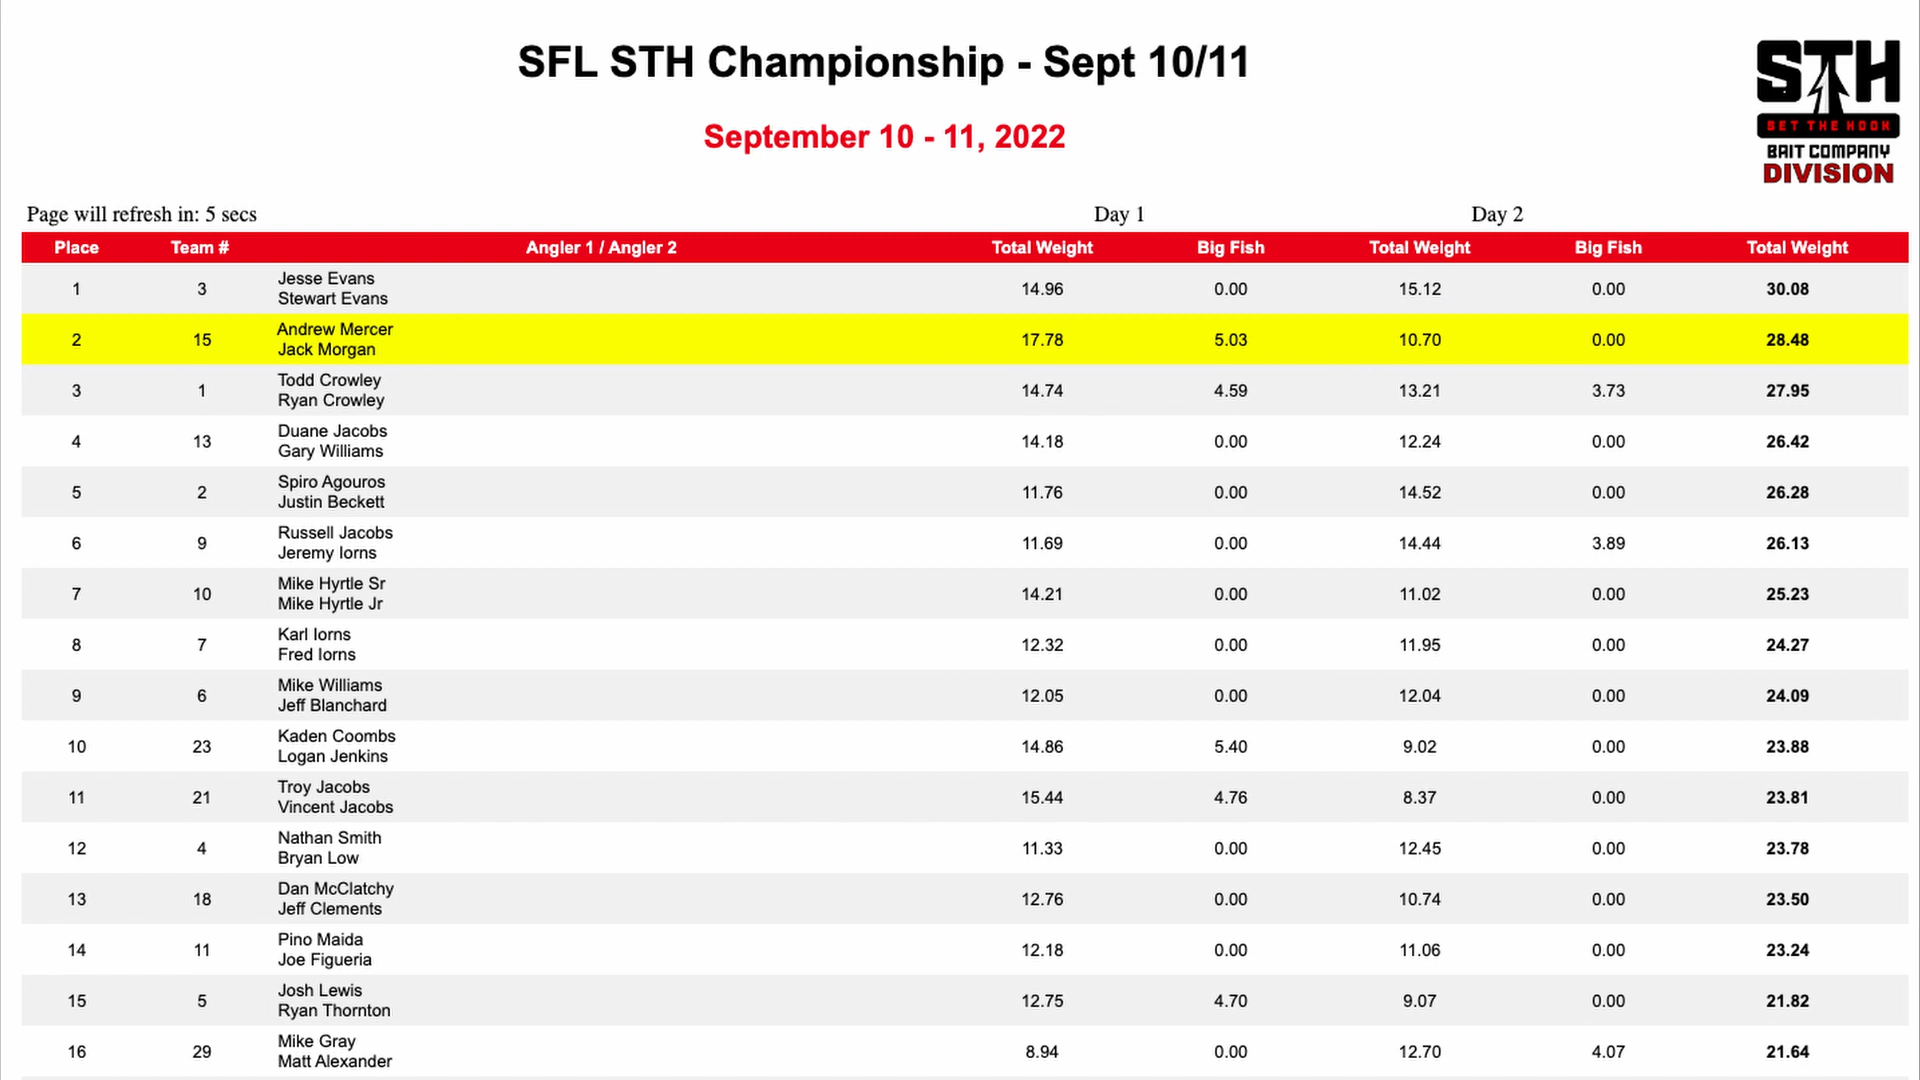 SFL STH Championship - Sept 10/11
September 10 - 11, 2022
STH
SET THE HOOK
BAIT COMPANY
DIVISION
Page will refresh in: 5 secs Day 1 Day 2
Place Team # Angler 1 / Angler 2 Total Weight Big Fish Total Weight Big Fish Total Weight
1 3 Jesse Evans 14.96 0.00 15.12 0.00 30.08
Stewart Evans
2 15 Andrew Mercer 17.78 5.03 10.70 0.00 28.48
Jack Morgan
3 1 Todd Crowley 14.74 4.59 13.21 3.73 27.95
Ryan Crowley
4 13 Duane Jacobs 14.18 0.00 12.24 0.00 26.42
Gary Williams
5 2 Spiro Agouros 11.76 0.00 14.52 0.00 26.28
Justin Beckett
6 9 Russell Jacobs 11.69 0.00 14.44 3.89 26.13
Jeremy Iorns
7 10 Mike Hyrtle Sr 14.21 0.00 11.02 0.00 25.23
Mike Hyrtle Jr
8 7 Karl Iorns 12.32 0.00 11.95 0.00 24.27
Fred Iorns
9 6 Mike Williams 12.05 0.00 12.04 0.00 24.09
Jeff Blanchard
10 23 Kaden Coombs 14.86 5.40 9.02 0.00 23.88
Logan Jenkins
11 21 Troy Jacobs 15.44 4.76 8.37 0.00 23.81
Vincent Jacobs
12 4 Nathan Smith 11.33 0.00 12.45 0.00 23.78
Bryan Low
13 18 Dan McClatchy 12.76 0.00 10.74 0.00 23.50
Jeff Clements
14 11 Pino Maida 12.18 0.00 11.06 0.00 23.24
Joe Figueria
15 5 Josh Lewis 12.75 4.70 9.07 0.00 21.82
Ryan Thornton
16 29 Mike Gray 8.94 0.00 12.70 4.07 21.64
Matt Alexander